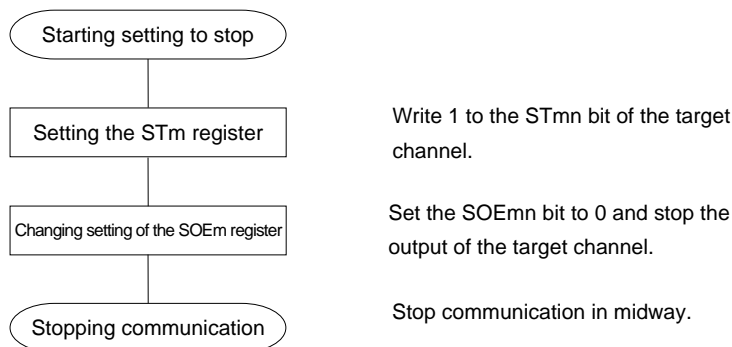 Starting setting to stop
Setting the STm register
Write 1 to the STmn bit of the target
channel.
Changing setting of the SOEm register
Set the SOEmn bit to 0 and stop the
output of the target channel.
Stopping communication
Stop communication in midway.